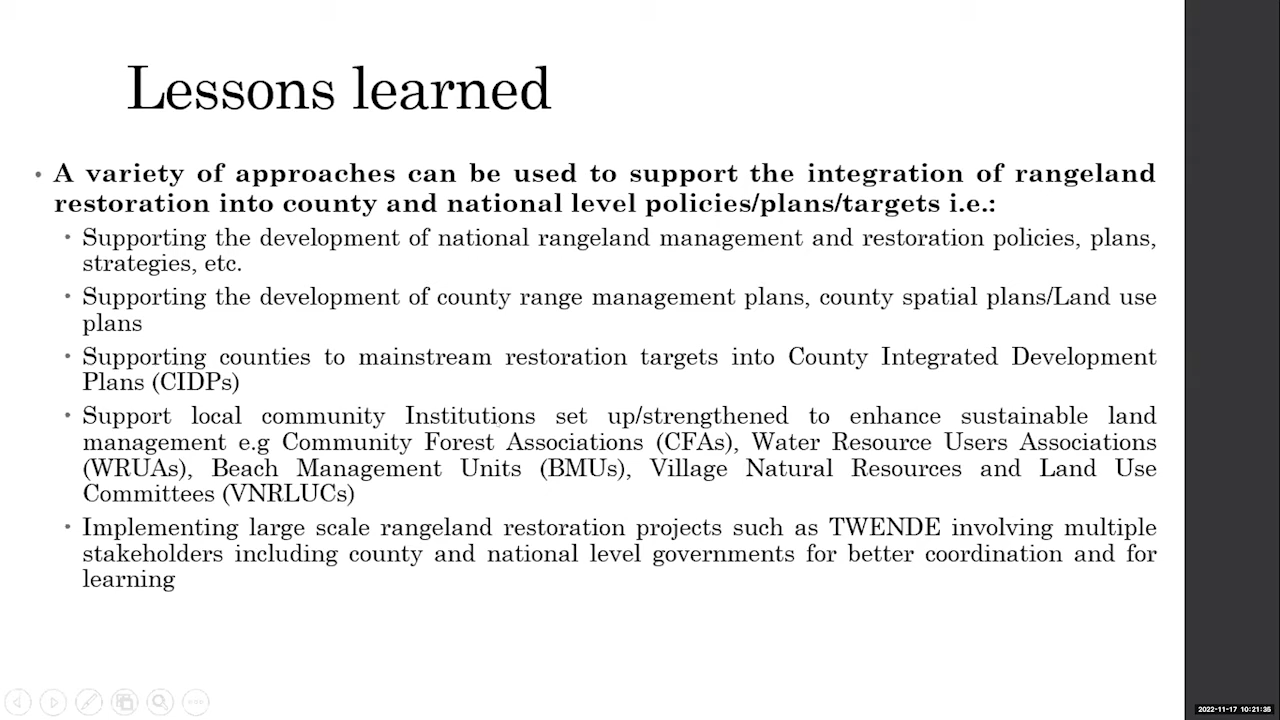 Lessons learned
• A variety of approaches can be used to support the integration of rangeland
restoration into county and national level policies/plans/targets i.e.:
• Supporting the development of national rangeland management and restoration policies, plans,
strategies, etc.
• Supporting the development of county range management plans, county spatial plans/Land use
plans
• Supporting counties to mainstream restoration targets into County Integrated Development
Plans (CIDPs)
• Support local community Institutions set up/strengthened to enhance sustainable land
management e.g Community Forest Associations (CFAs), Water Resource Users Associations
(WRUAs), Beach Management Units (BMUs), Village Natural Resources and Land Use
Committees (VNRLUCs)
• Implementing large scale rangeland restoration projects such as TWENDE involving multiple
stakeholders including county and national level governments for better coordination and for
learning
2022-11-17 10:21:35